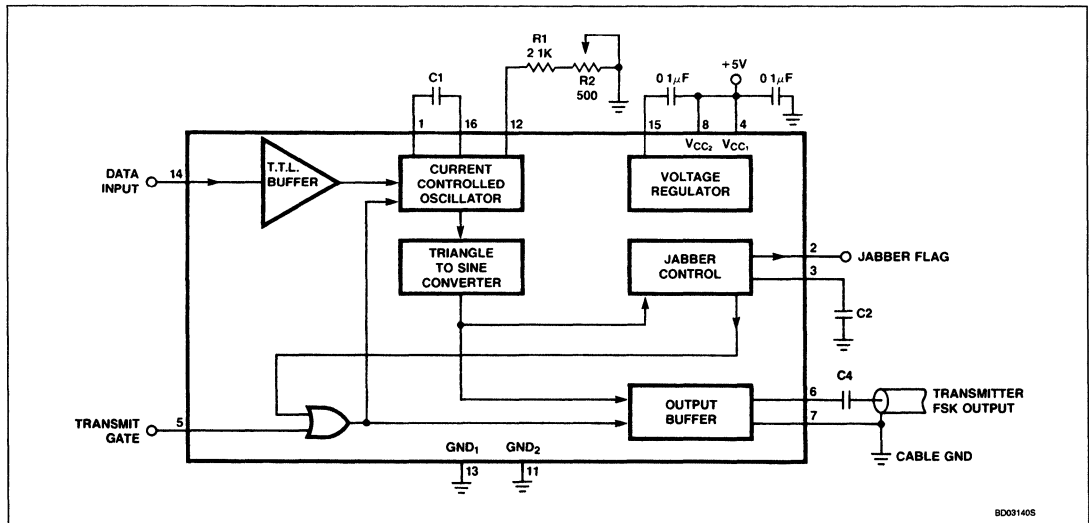 R1
2 1K
R2
500
C1
0 1μF
+5V
0 1μF
1
16
12
15
8
4
VCC2
VCC1
DATA
INPUT
14
T.T.L.
BUFFER
CURRENT
CONTROLLED
OSCILLATOR
VOLTAGE
REGULATOR
TRIANGLE
TO SINE
CONVERTER
JABBER
CONTROL
2
JABBER FLAG
3
C2
TRANSMIT
GATE
5
OUTPUT
BUFFER
6
C4
7
TRANSMITTER
FSK OUTPUT
CABLE GND
GND1
13
GND2
11
BD03140S